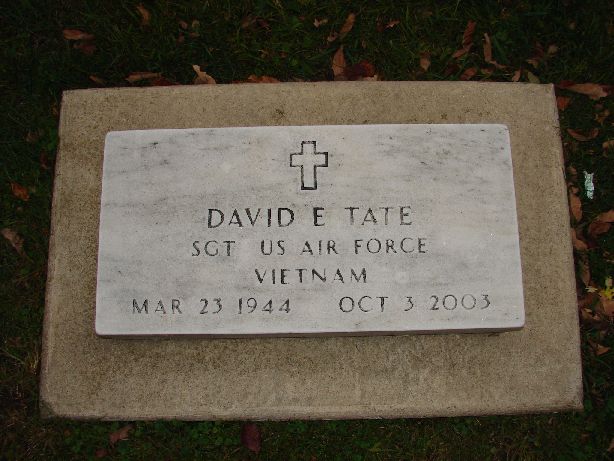 DAVID E TATE
SGT US AIR FORCE
VIETNAM
MAR 23 1944 OCT 3 2003